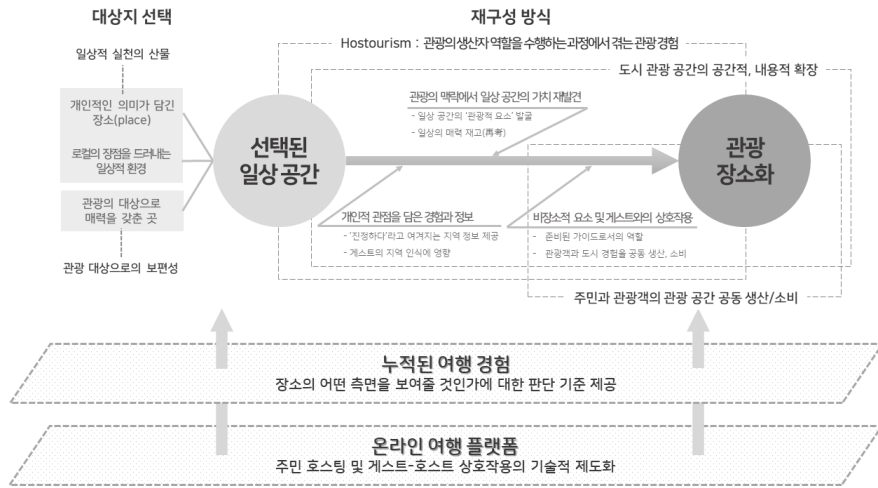 대상지 선택
재구성 방식
일상적 실천의 산물
개인적인 의미가 담긴
장소(place)
로컬의 장점을 드러내는
일상적 환경
관광의 대상으로
매력을 갖춘 곳
관광 대상으로의 보편성
선택된
일상 공간
Hostourism : 관광의 생산자 역할을 수행하는 과정에서 겪는 관광 경험
도시 관광 공간의 공간적, 내용적 확장
관광의 맥락에서 일상 공간의 가치 재발견
- 일상 공간의 '관광적 요소' 발굴
- 일상의 매력 재고(再考)
관광
장소화
개인적 관점을 담은 경험과 정보
- '진정하다'라고 여겨지는 지역 정보 제공
- 게스트의 지역 인식에 영향
비장소적 요소 및 게스트와의 상호작용
- 준비된 가이드로서의 역할
- 관광객과 도시 경험을 공동 생산, 소비
주민과 관광객의 관광 공간 공동 생산/소비
누적된 여행 경험
장소의 어떤 측면을 보여줄 것인가에 대한 판단 기준 제공
온라인 여행 플랫폼
주민 호스팅 및 게스트-호스트 상호작용의 기술적 제도화